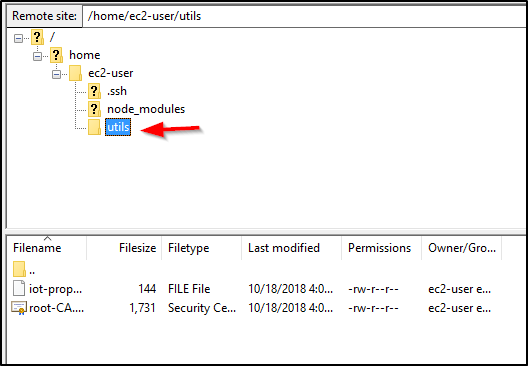 Remote site: /home/ec2-user/utils
/
home
ec2-user
.ssh
node_modules
utils
Filename Filesize Filetype Last modified Permissions Owner/Gro...
..
iot-prop... 144 FILE File 10/18/2018 4:0... -rw-r--r-- ec2-user e...
root-CA.... 1,731 Security Ce... 10/18/2018 4:0... -rw-r--r-- ec2-user e...